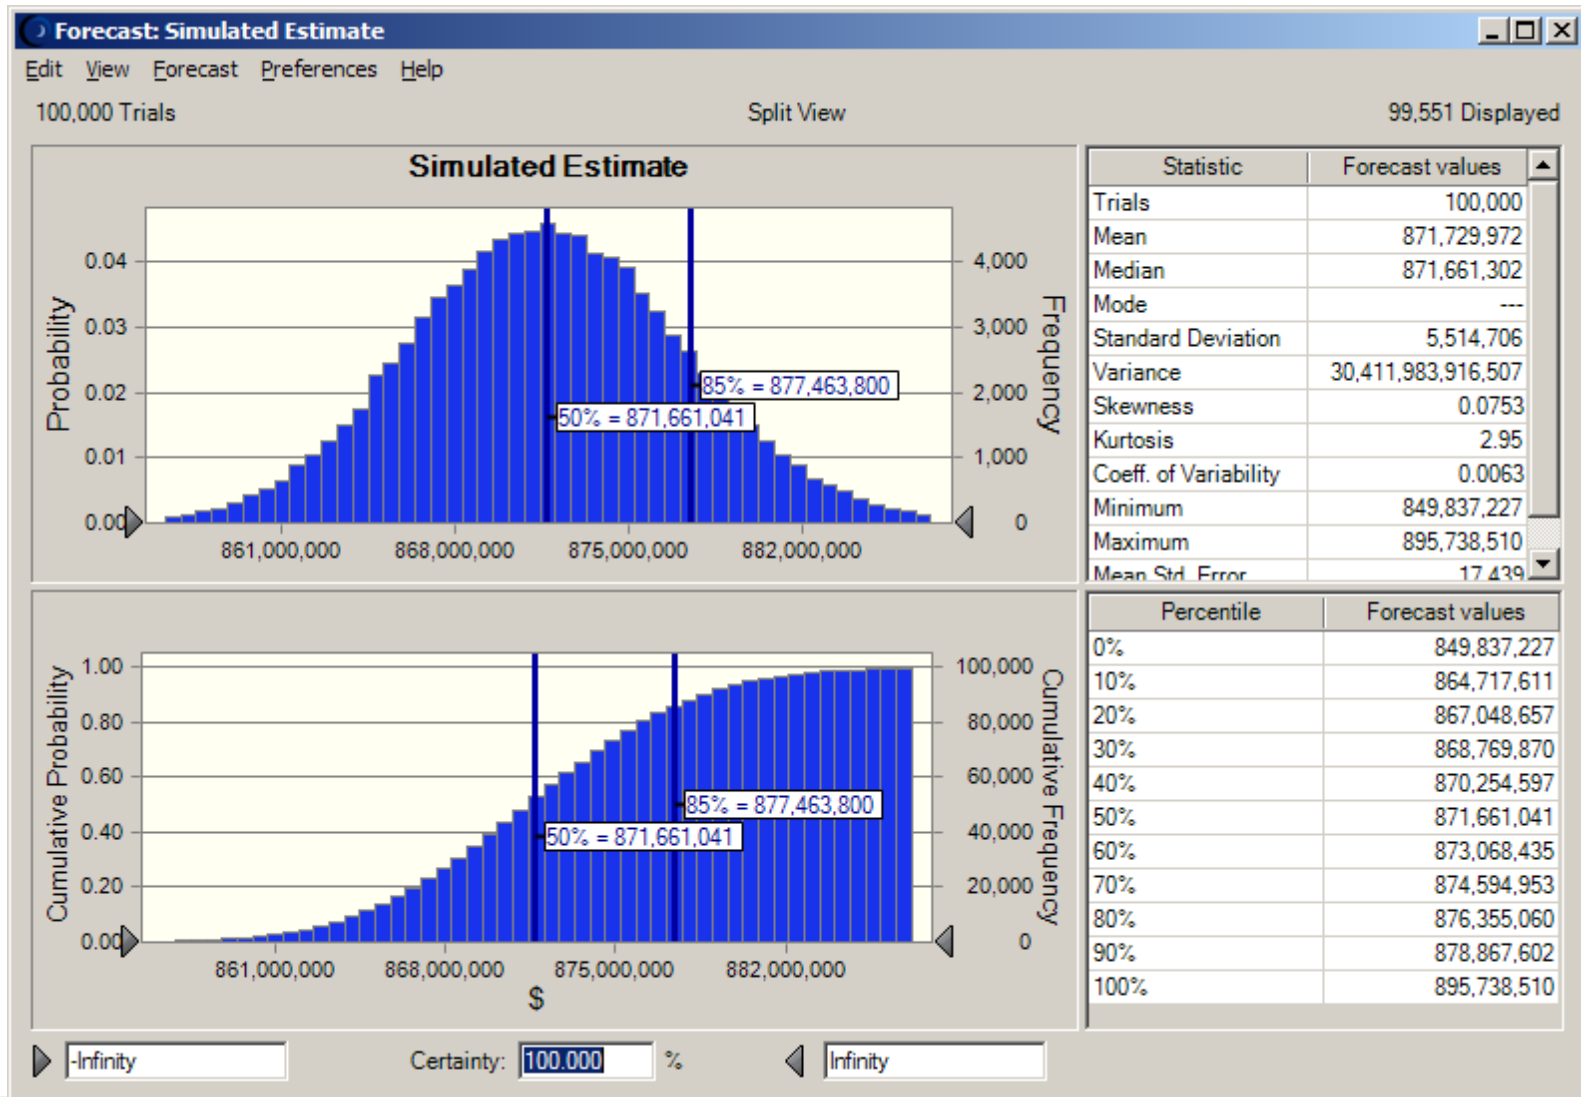 Forecast: Simulated Estimate
Edit View Forecast Preferences Help
100,000 Trials Split View 99,551 Displayed
Simulated Estimate
Probability
0.04
0.03
0.02
0.01
0.00
4,000
3,000
2,000
1,000
0
Frequency
85% = 877,463,800
50% = 871,661,041
861,000,000 868,000,000 875,000,000 882,000,000
Statistic Forecast values
Trials 100,000
Mean 871,729,972
Median 871,661,302
Mode ---
Standard Deviation 5,514,706
Variance 30,411,983,916,507
Skewness 0.0753
Kurtosis 2.95
Coeff. of Variability 0.0063
Minimum 849,837,227
Maximum 895,738,510
Mean Std. Error 17,439
Cumulative Probability
1.00
0.80
0.60
0.40
0.20
0.00
100,000
80,000
60,000
40,000
20,000
0
Cumulative Frequency
85% = 877,463,800
50% = 871,661,041
861,000,000 868,000,000 875,000,000 882,000,000
$
Percentile Forecast values
0% 849,837,227
10% 864,717,611
20% 867,048,657
30% 868,769,870
40% 870,254,597
50% 871,661,041
60% 873,068,435
70% 874,594,953
80% 876,355,060
90% 878,867,602
100% 895,738,510
-Infinity Certainty: 100.000 % Infinity